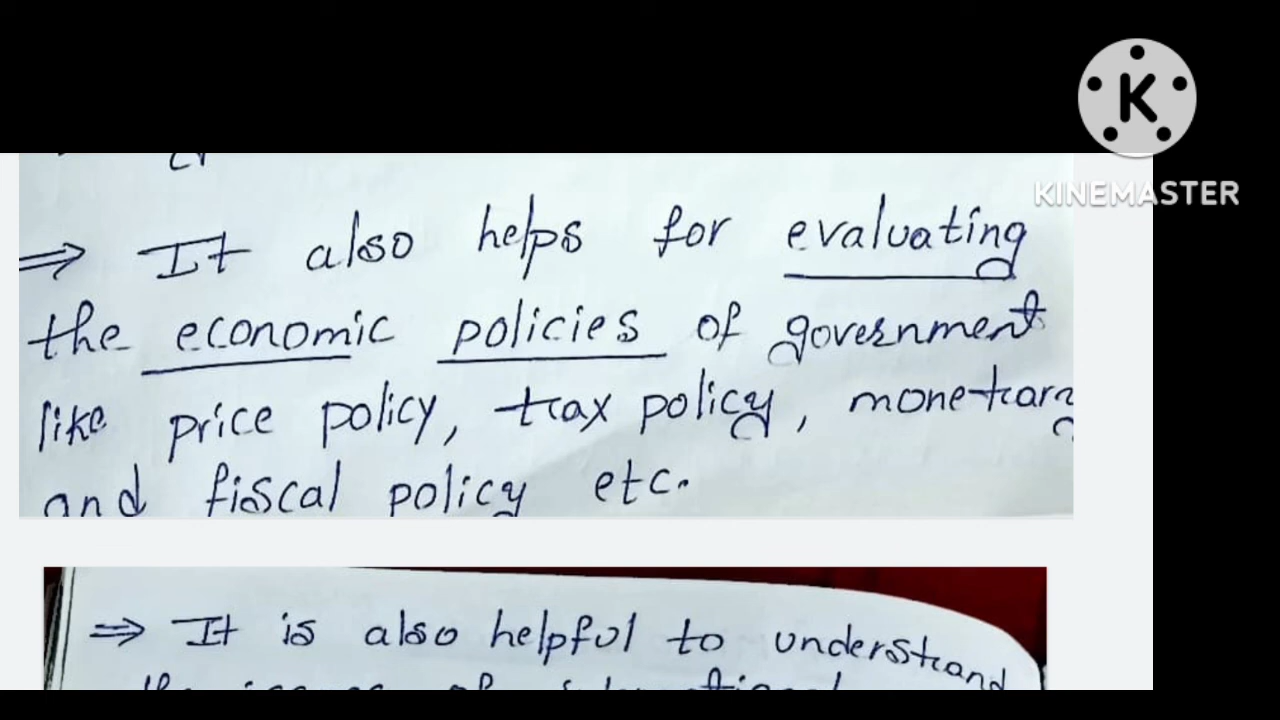 K
KINEMASTER
⇒ It also helps for evaluating
the economic policies of government
like price policy, tax policy, monetary
and fiscal policy etc.
⇒ It is also helpful to understand